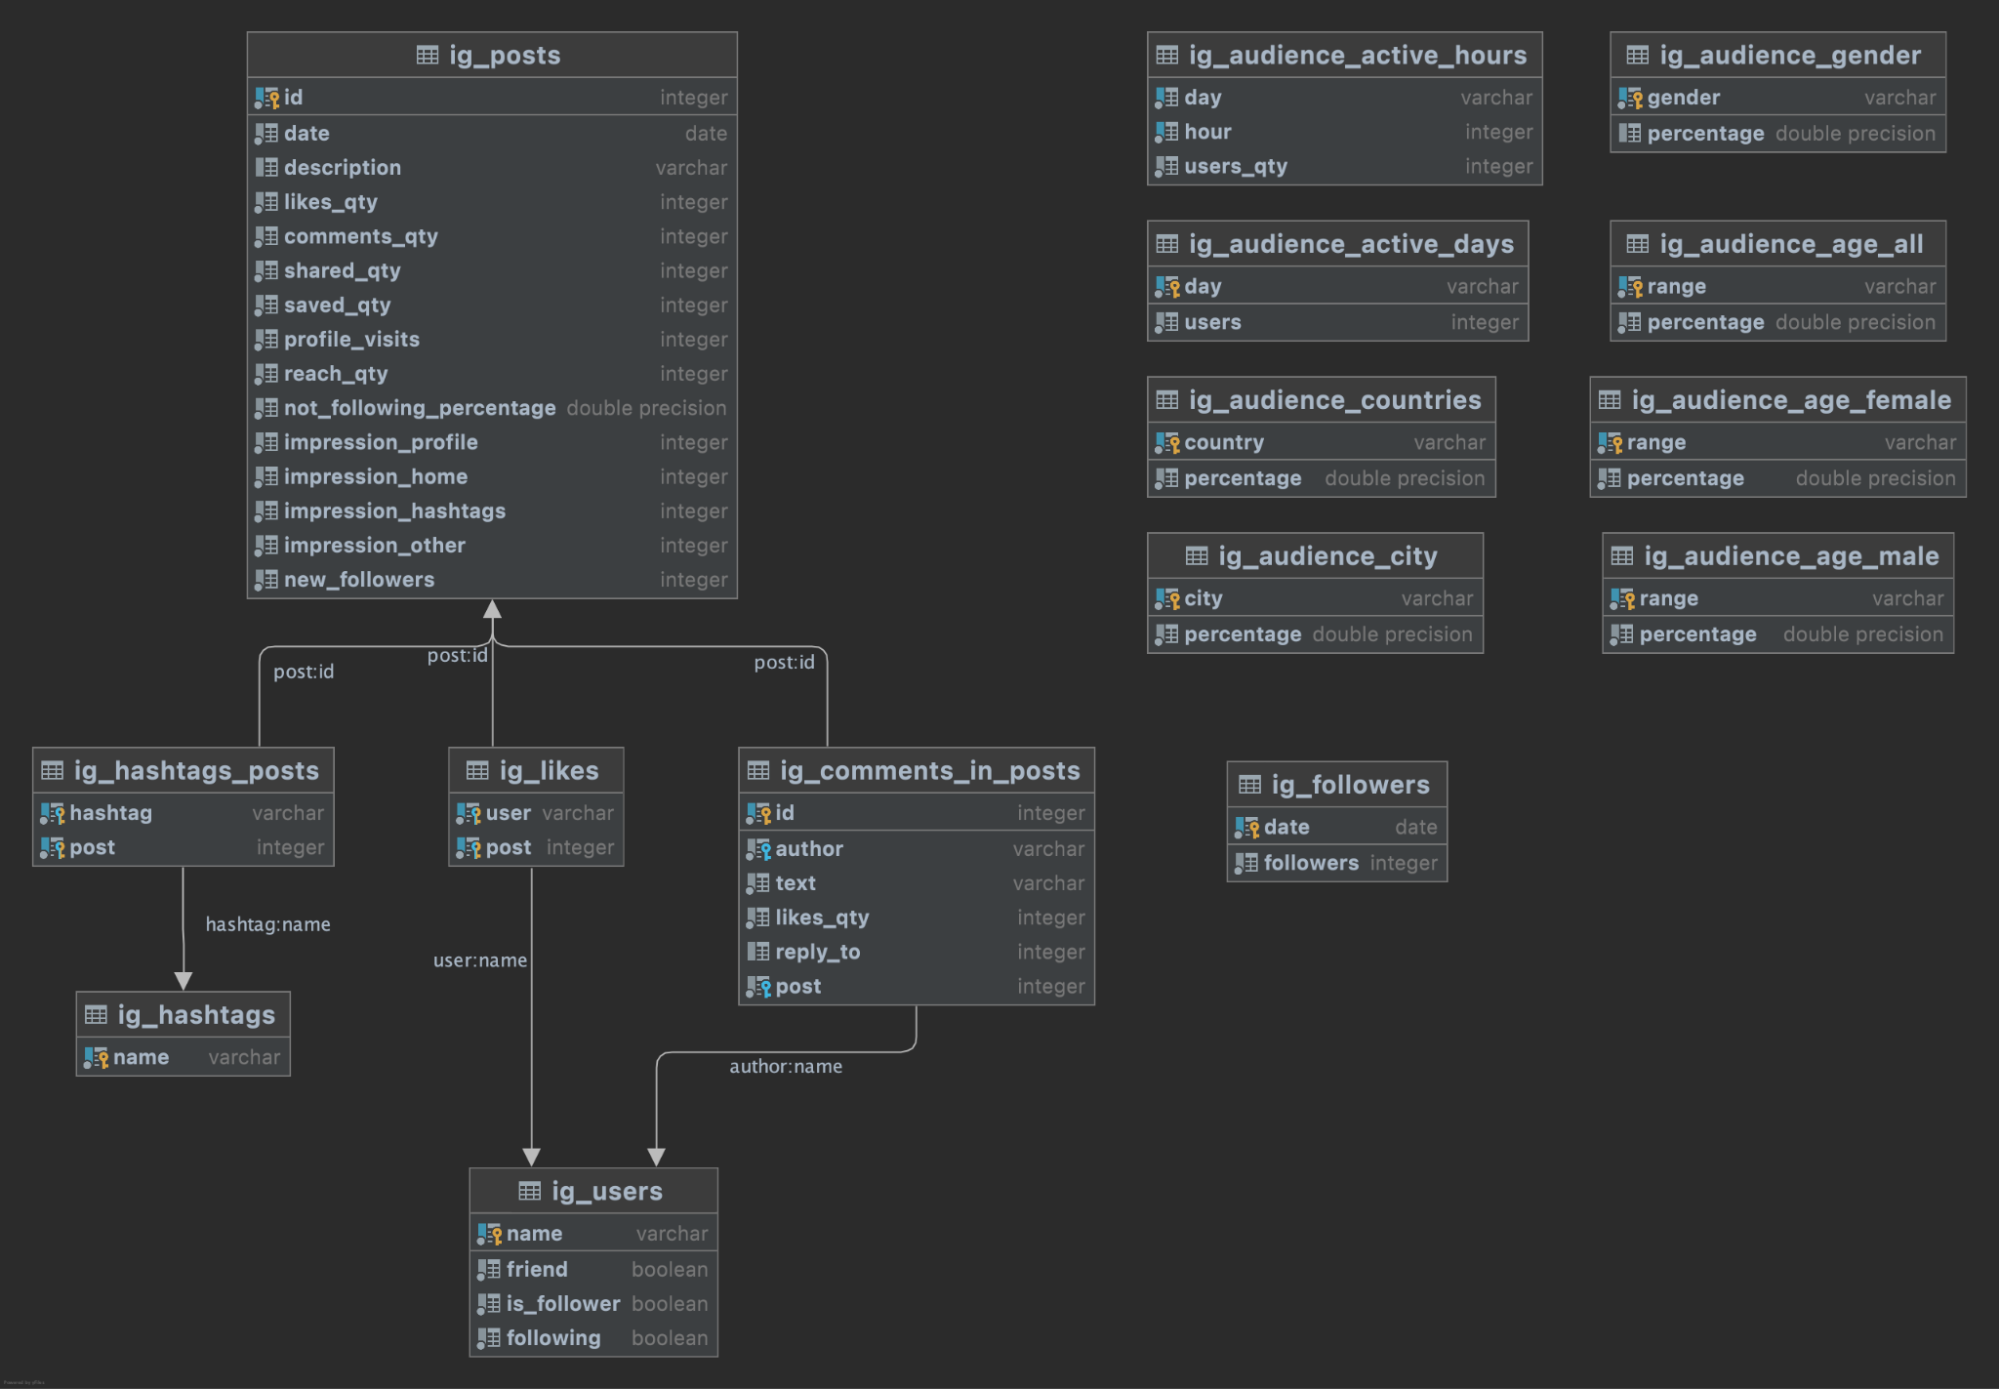 ig_posts
id integer
date date
description varchar
likes_qty integer
comments_qty integer
shared_qty integer
saved_qty integer
profile_visits integer
reach_qty integer
not_following_percentage double precision
impression_profile integer
impression_home integer
impression_hashtags integer
impression_other integer
new_followers integer
ig_audience_active_hours
day varchar
hour integer
users_qty integer
ig_audience_gender
gender varchar
percentage double precision
ig_audience_active_days
day varchar
users integer
ig_audience_age_all
range varchar
percentage double precision
ig_audience_countries
country varchar
percentage double precision
ig_audience_age_female
range varchar
percentage double precision
ig_audience_city
city varchar
percentage double precision
ig_audience_age_male
range varchar
percentage double precision
post:id
post:id
post:id
ig_hashtags_posts
hashtag varchar
post integer
ig_likes
user varchar
post integer
ig_comments_in_posts
id integer
author varchar
text varchar
likes_qty integer
reply_to integer
post integer
ig_followers
date date
followers integer
hashtag:name
user:name
author:name
ig_hashtags
name varchar
ig_users
name varchar
friend boolean
is_follower boolean
following boolean
Powered by yFiles